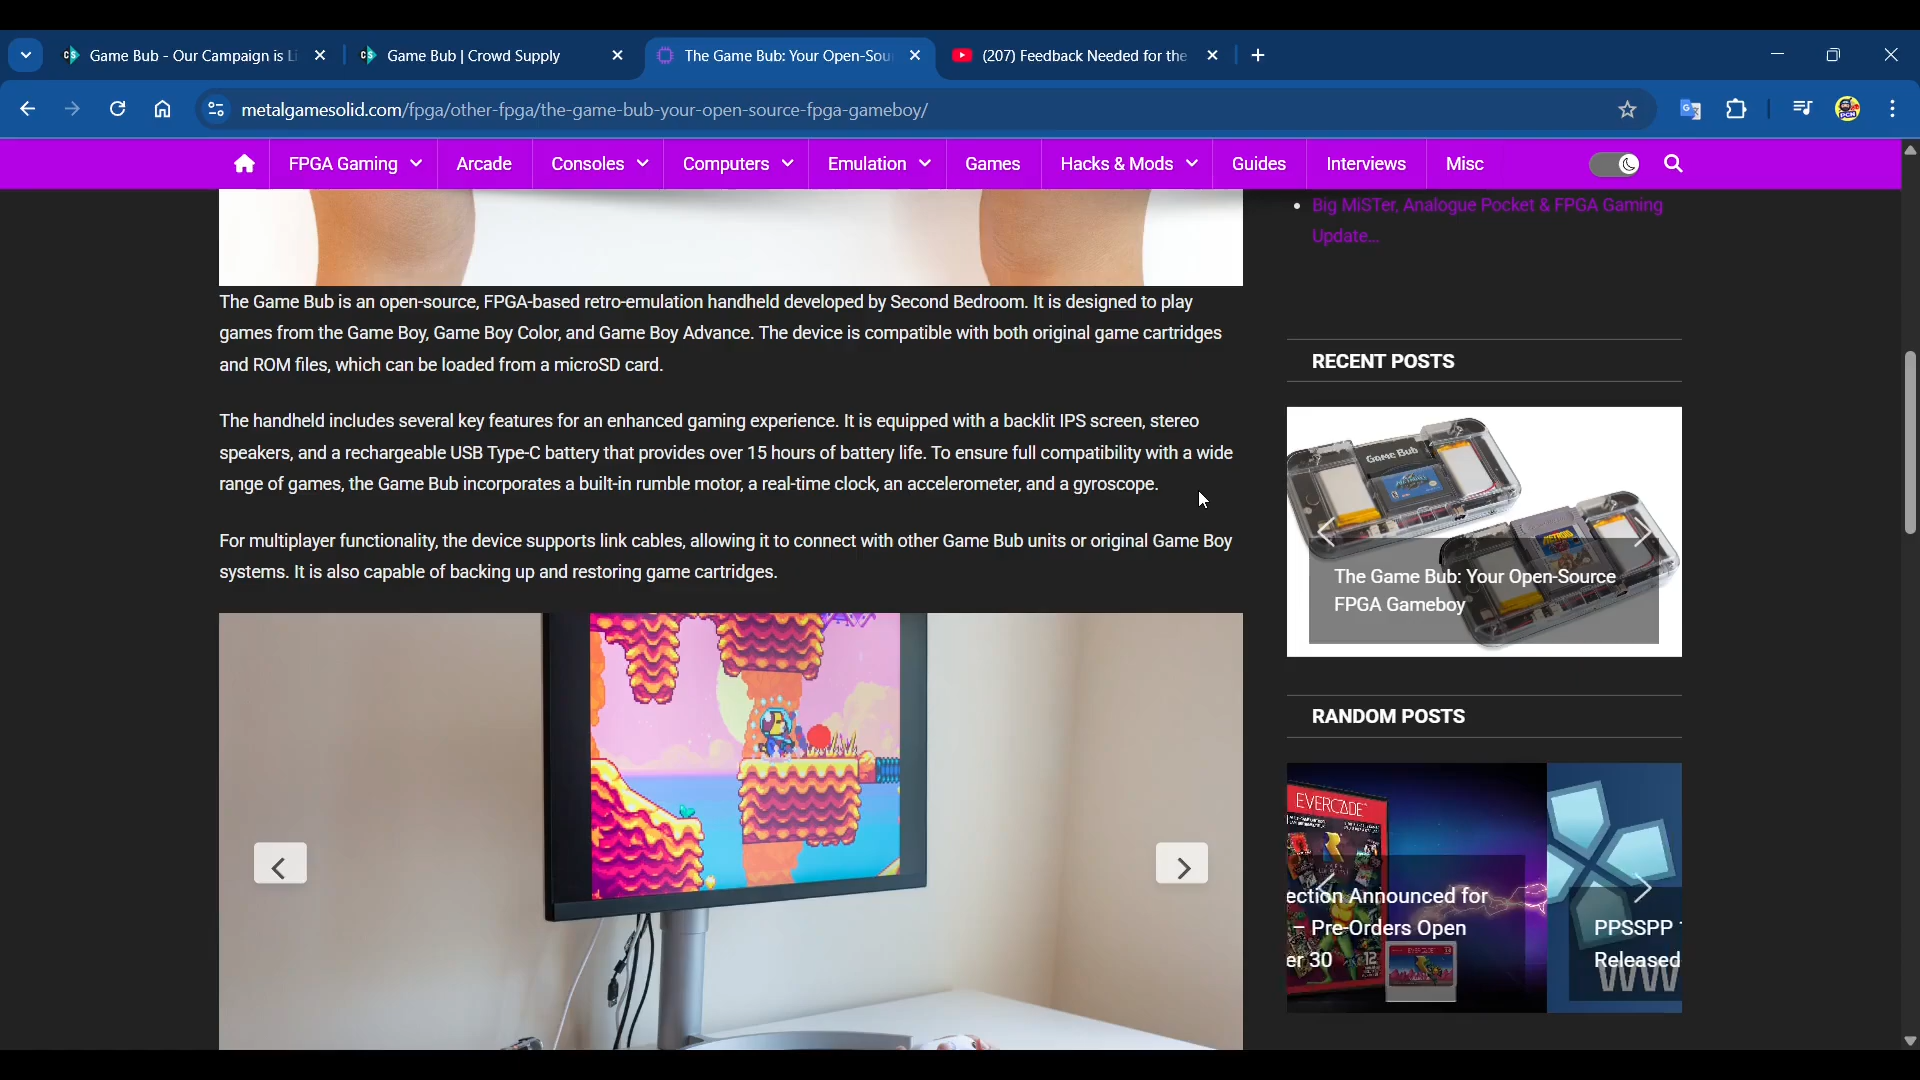 Game Bub - Our Campaign is Li
Game Bub | Crowd Supply
The Game Bub: Your Open-Sou
(207) Feedback Needed for the
metalgamesolid.com/fpga/other-fpga/the-game-bub-your-open-source-fpga-gameboy/
FPGA Gaming
Arcade
Consoles
Computers
Emulation
Games
Hacks & Mods
Guides
Interviews
Misc
The Game Bub is an open-source, FPGA-based retro-emulation handheld developed by Second Bedroom. It is designed to play
games from the Game Boy, Game Boy Color, and Game Boy Advance. The device is compatible with both original game cartridges
and ROM files, which can be loaded from a microSD card.
The handheld includes several key features for an enhanced gaming experience. It is equipped with a backlit IPS screen, stereo
speakers, and a rechargeable USB Type-C battery that provides over 15 hours of battery life. To ensure full compatibility with a wide
range of games, the Game Bub incorporates a built-in rumble motor, a real-time clock, an accelerometer, and a gyroscope.
For multiplayer functionality, the device supports link cables, allowing it to connect with other Game Bub units or original Game Boy
systems. It is also capable of backing up and restoring game cartridges.
Big MiSTer, Analogue Pocket & FPGA Gaming
Update...
RECENT POSTS
Game Bub
METROID
The Game Bub: Your Open-Source
FPGA Gameboy
RANDOM POSTS
EVERCADE
ection Announced for
– Pre-Orders Open
er 30
EVERCADE
12
PPSSPP
Released
WW